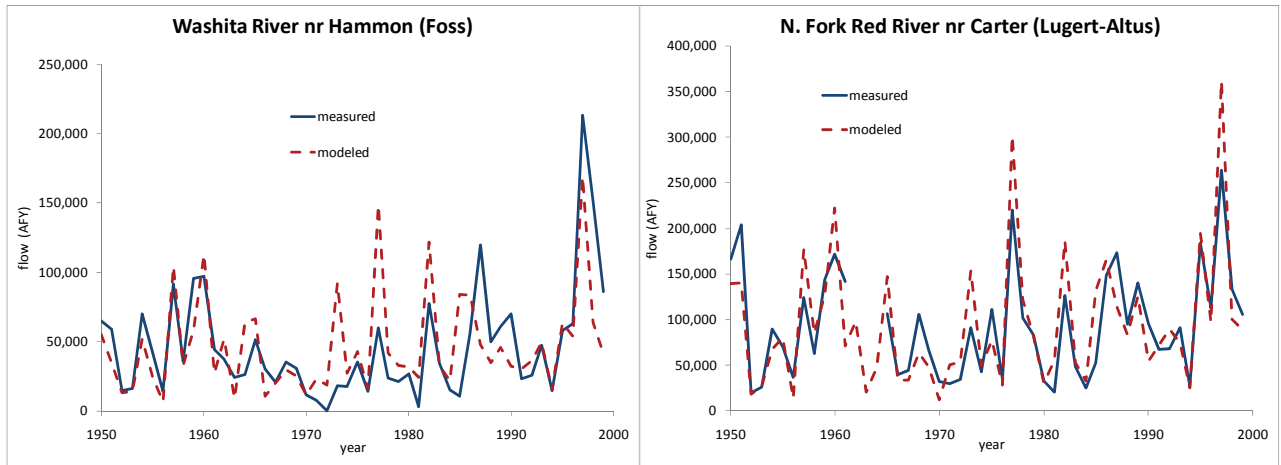 Washita River nr Hammon (Foss)
250,000
200,000
150,000
100,000
50,000
0
flow (AFY)
measured
modeled
1950
1960
1970
1980
1990
2000
year
N. Fork Red River nr Carter (Lugert-Altus)
400,000
350,000
300,000
250,000
200,000
150,000
100,000
50,000
0
flow (AFY)
measured
modeled
1950
1960
1970
1980
1990
2000
year